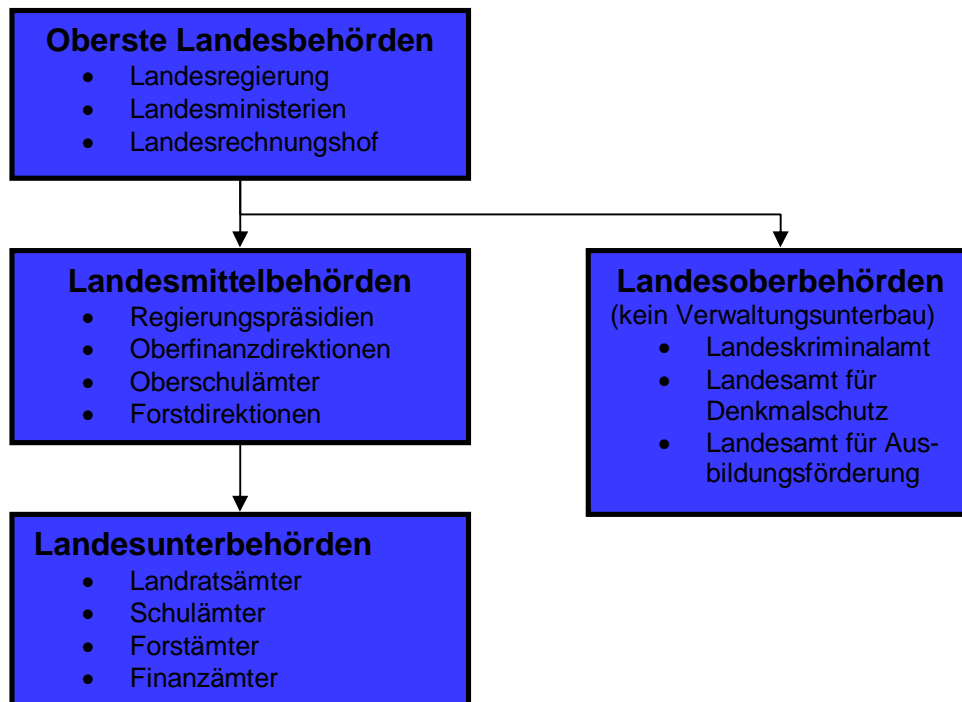 Oberste Landesbehörden
• Landesregierung
• Landesministerien
• Landesrechnungshof
Landesmittelbehörden
• Regierungspräsidien
• Oberfinanzdirektionen
• Oberschulämter
• Forstdirektionen
Landesoberbehörden
(kein Verwaltungsunterbau)
• Landeskriminalamt
• Landesamt für
Denkmalschutz
• Landesamt für Aus-
bildungsförderung
Landesunterbehörden
• Landratsämter
• Schulämter
• Forstämter
• Finanzämter